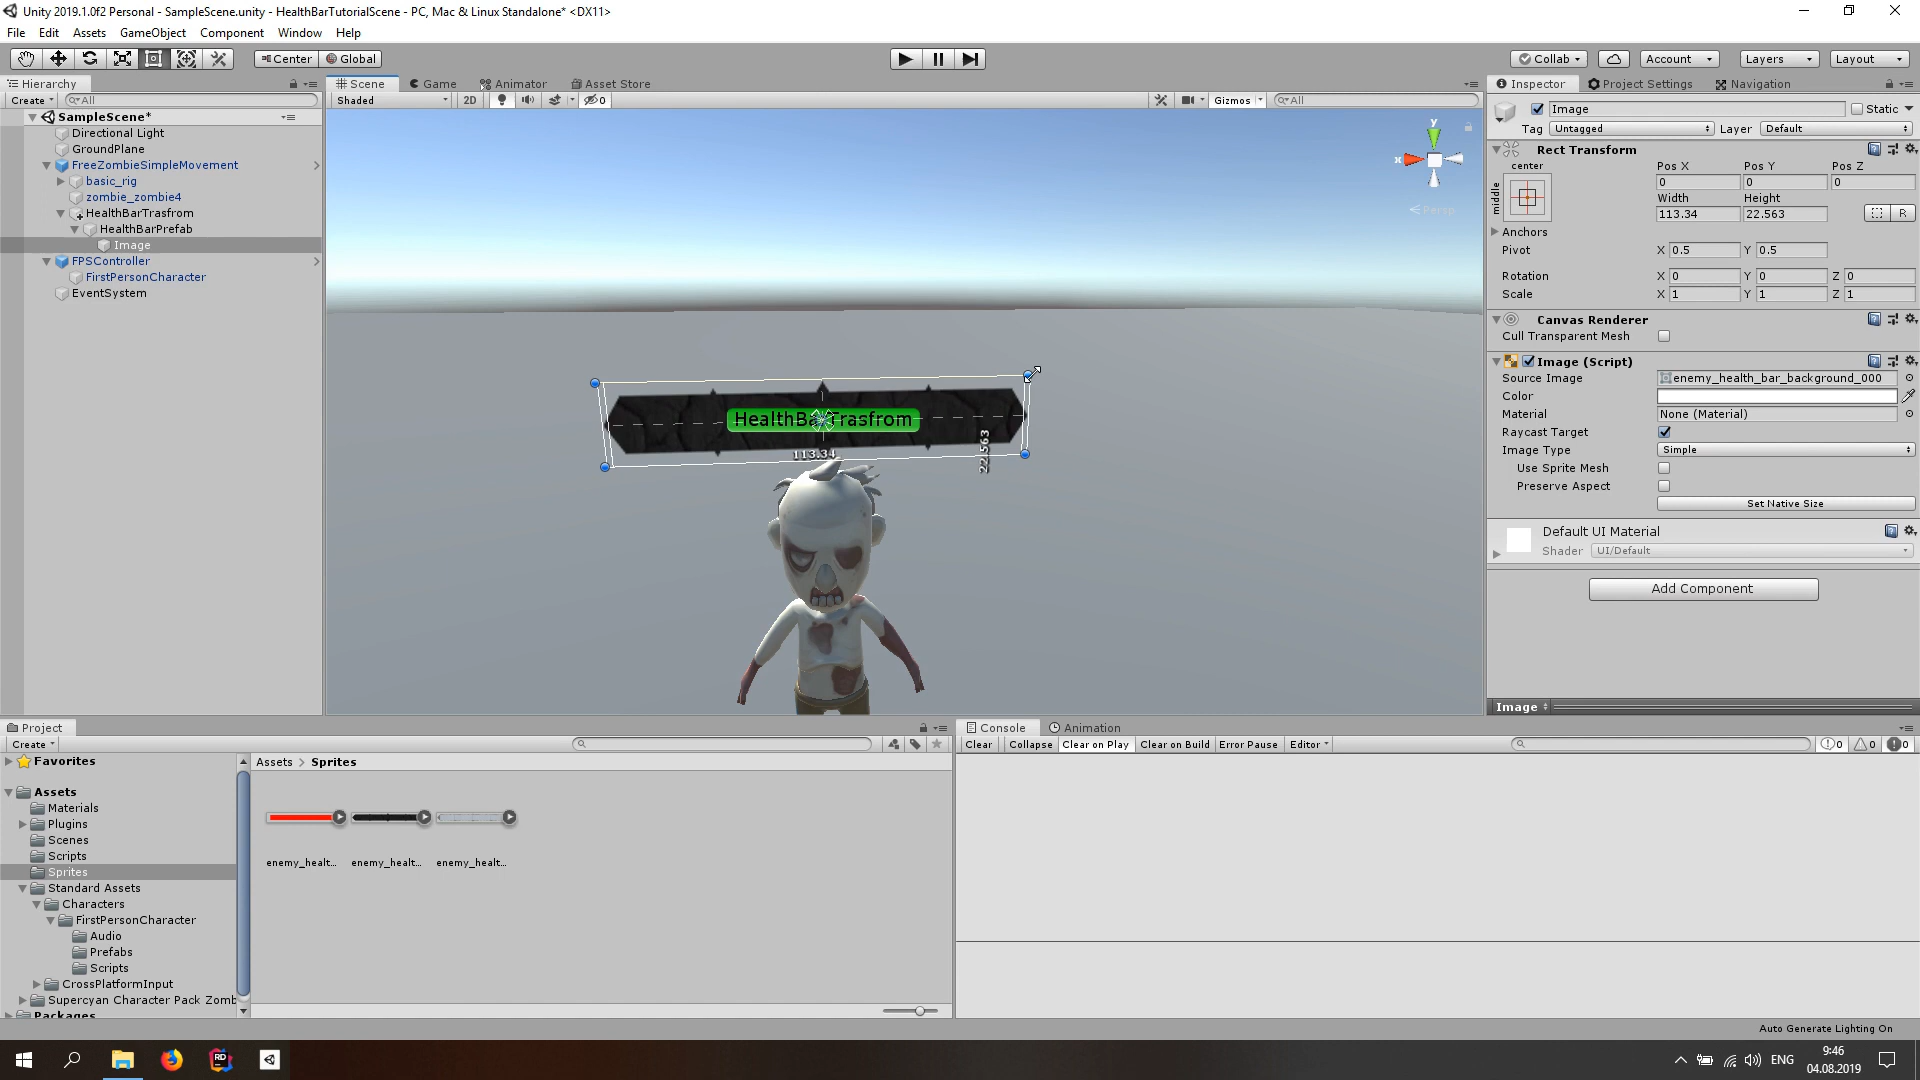 Unity 2019.1.0f2 Personal - SampleScene.unity - HealthBarTutorialScene - PC, Mac & Linux Standalone* <DX11>
File Edit Assets GameObject Component Window Help
Center Global Collab Account Layers Layout
Hierarchy
Create All
SampleScene*
Directional Light
GroundPlane
FreeZombieSimpleMovement
basic_rig
zombie_zombie4
HealthBarTrasfrom
HealthBarPrefab
Image
FPSController
FirstPersonCharacter
EventSystem
Scene Game Animator Asset Store
Shaded 2D 0 Gizmos All
y
x
Persp
HealthBarTrasfrom
113.34
22.563
Inspector Project Settings Navigation
Image Static
Tag Untagged Layer Default
Rect Transform
center
middle
Pos X Pos Y Pos Z
0 0 0
Width Height
113.34 22.563
R
Anchors
Pivot X 0.5 Y 0.5
Rotation X 0 Y 0 Z 0
Scale X 1 Y 1 Z 1
Canvas Renderer
Cull Transparent Mesh
Image (Script)
Source Image enemy_health_bar_background_000
Color
Material None (Material)
Raycast Target
Image Type Simple
Use Sprite Mesh
Preserve Aspect
Set Native Size
Default UI Material
Shader UI/Default
Add Component
Image
Project
Create
Favorites
Assets
Materials
Plugins
Scenes
Scripts
Sprites
Standard Assets
Characters
FirstPersonCharacter
Audio
Prefabs
Scripts
CrossPlatformInput
Supercyan Character Pack Zomb
Packages
Assets > Sprites
enemy_healt... enemy_healt... enemy_healt...
Console Animation
Clear Collapse Clear on Play Clear on Build Error Pause Editor 0 0 0
Auto Generate Lighting On
RD
ENG
9:46
04.08.2019